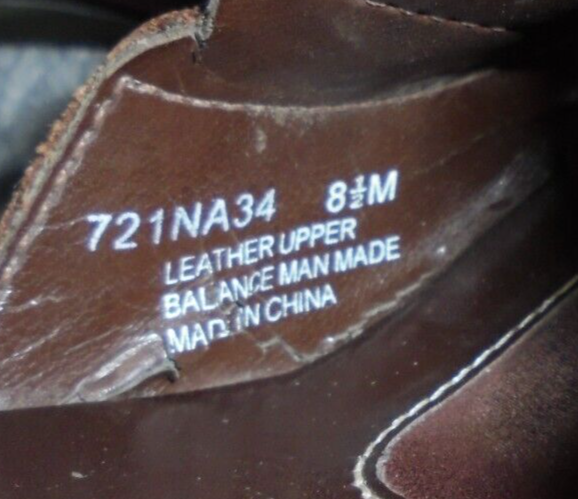 721NA34 8½M
LEATHER UPPER
BALANCE MAN MADE
MADE IN CHINA